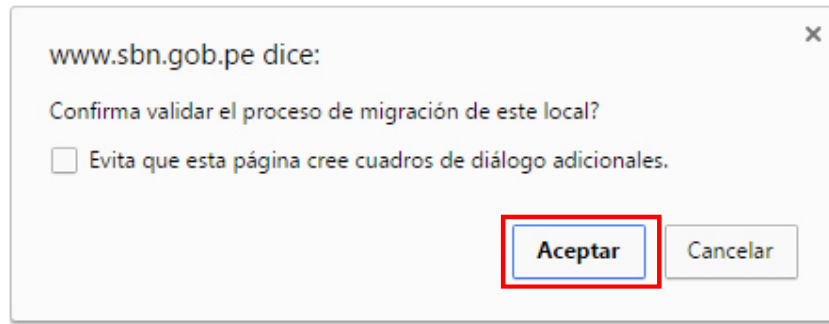 www.sbn.gob.pe dice:
Confirma validar el proceso de migración de este local?
Evita que esta página cree cuadros de diálogo adicionales.
Aceptar Cancelar